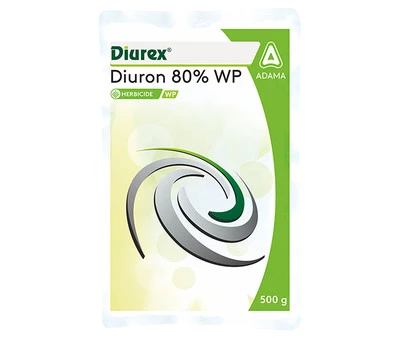 Diurex®
Diuron 80% WP
HERBICIDE WP
ADAMA
500 g